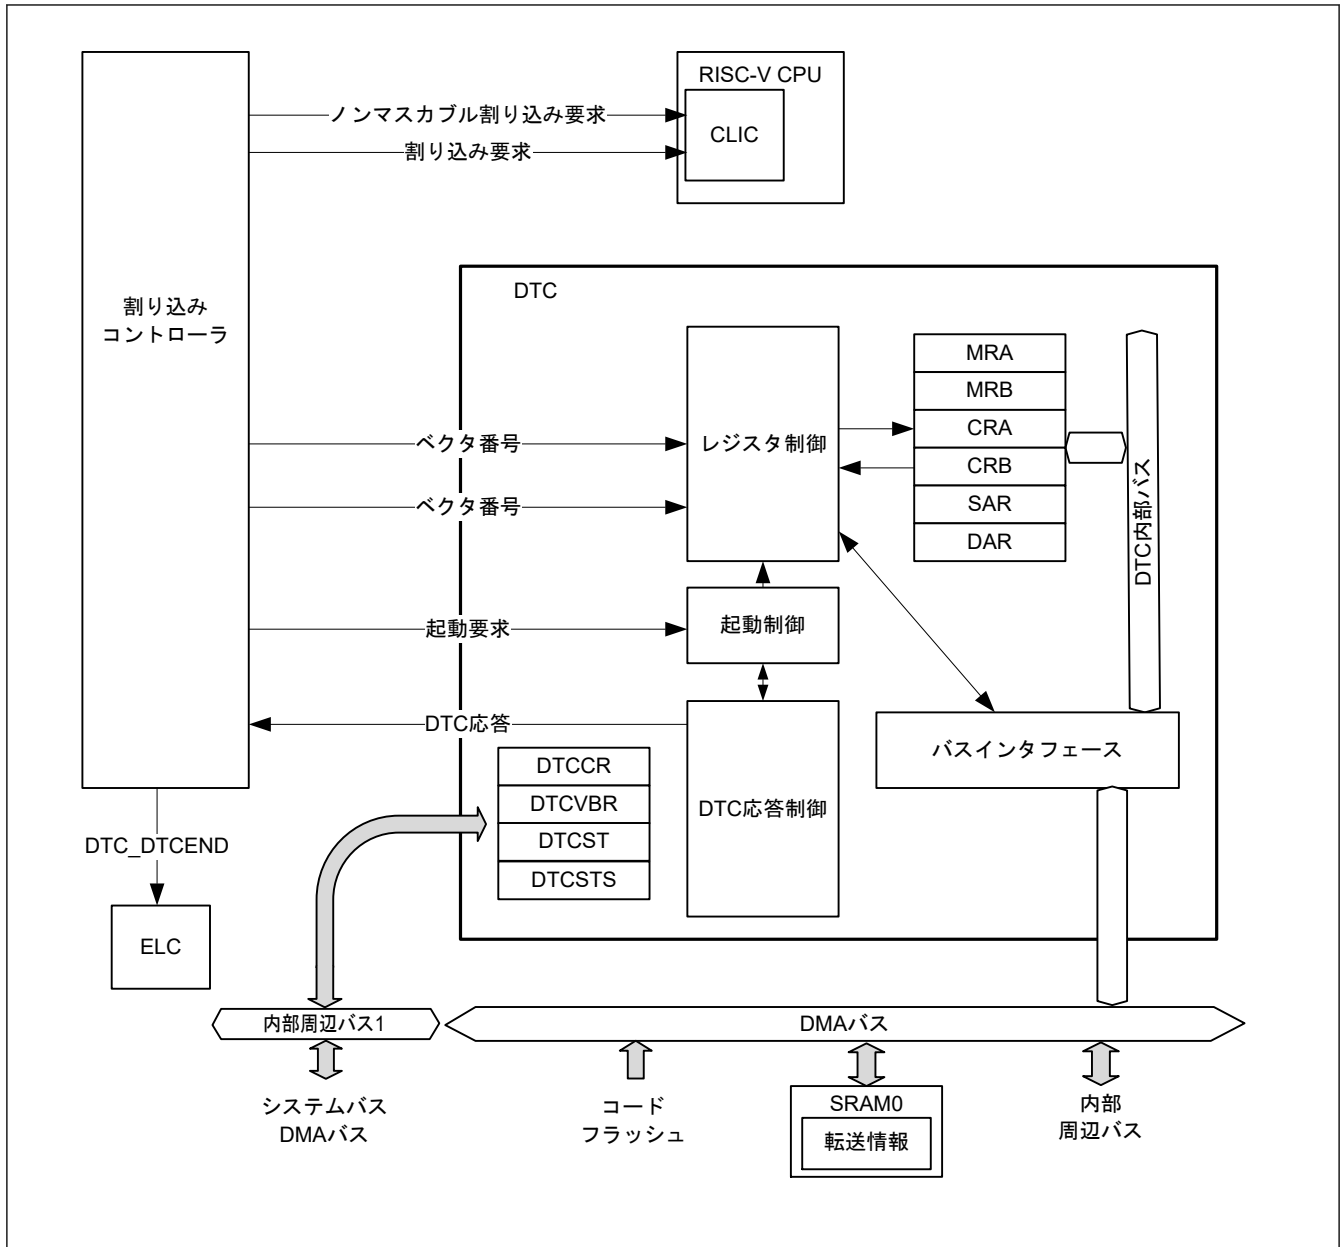 RISC-V CPU
CLIC
ノンマスカブル割り込み要求
割り込み要求
割り込み
コントローラ
DTC
MRA
MRB
CRA
CRB
SAR
DAR
レジスタ制御
ベクタ番号
ベクタ番号
DTC内部バス
起動要求
起動制御
DTC応答
バスインタフェース
DTCCR
DTCVBR
DTCST
DTCSTS
DTC応答制御
DTC_DTCEND
ELC
内部周辺バス1
DMAバス
システムバス
DMAバス
コード
フラッシュ
SRAM0
転送情報
内部
周辺バス